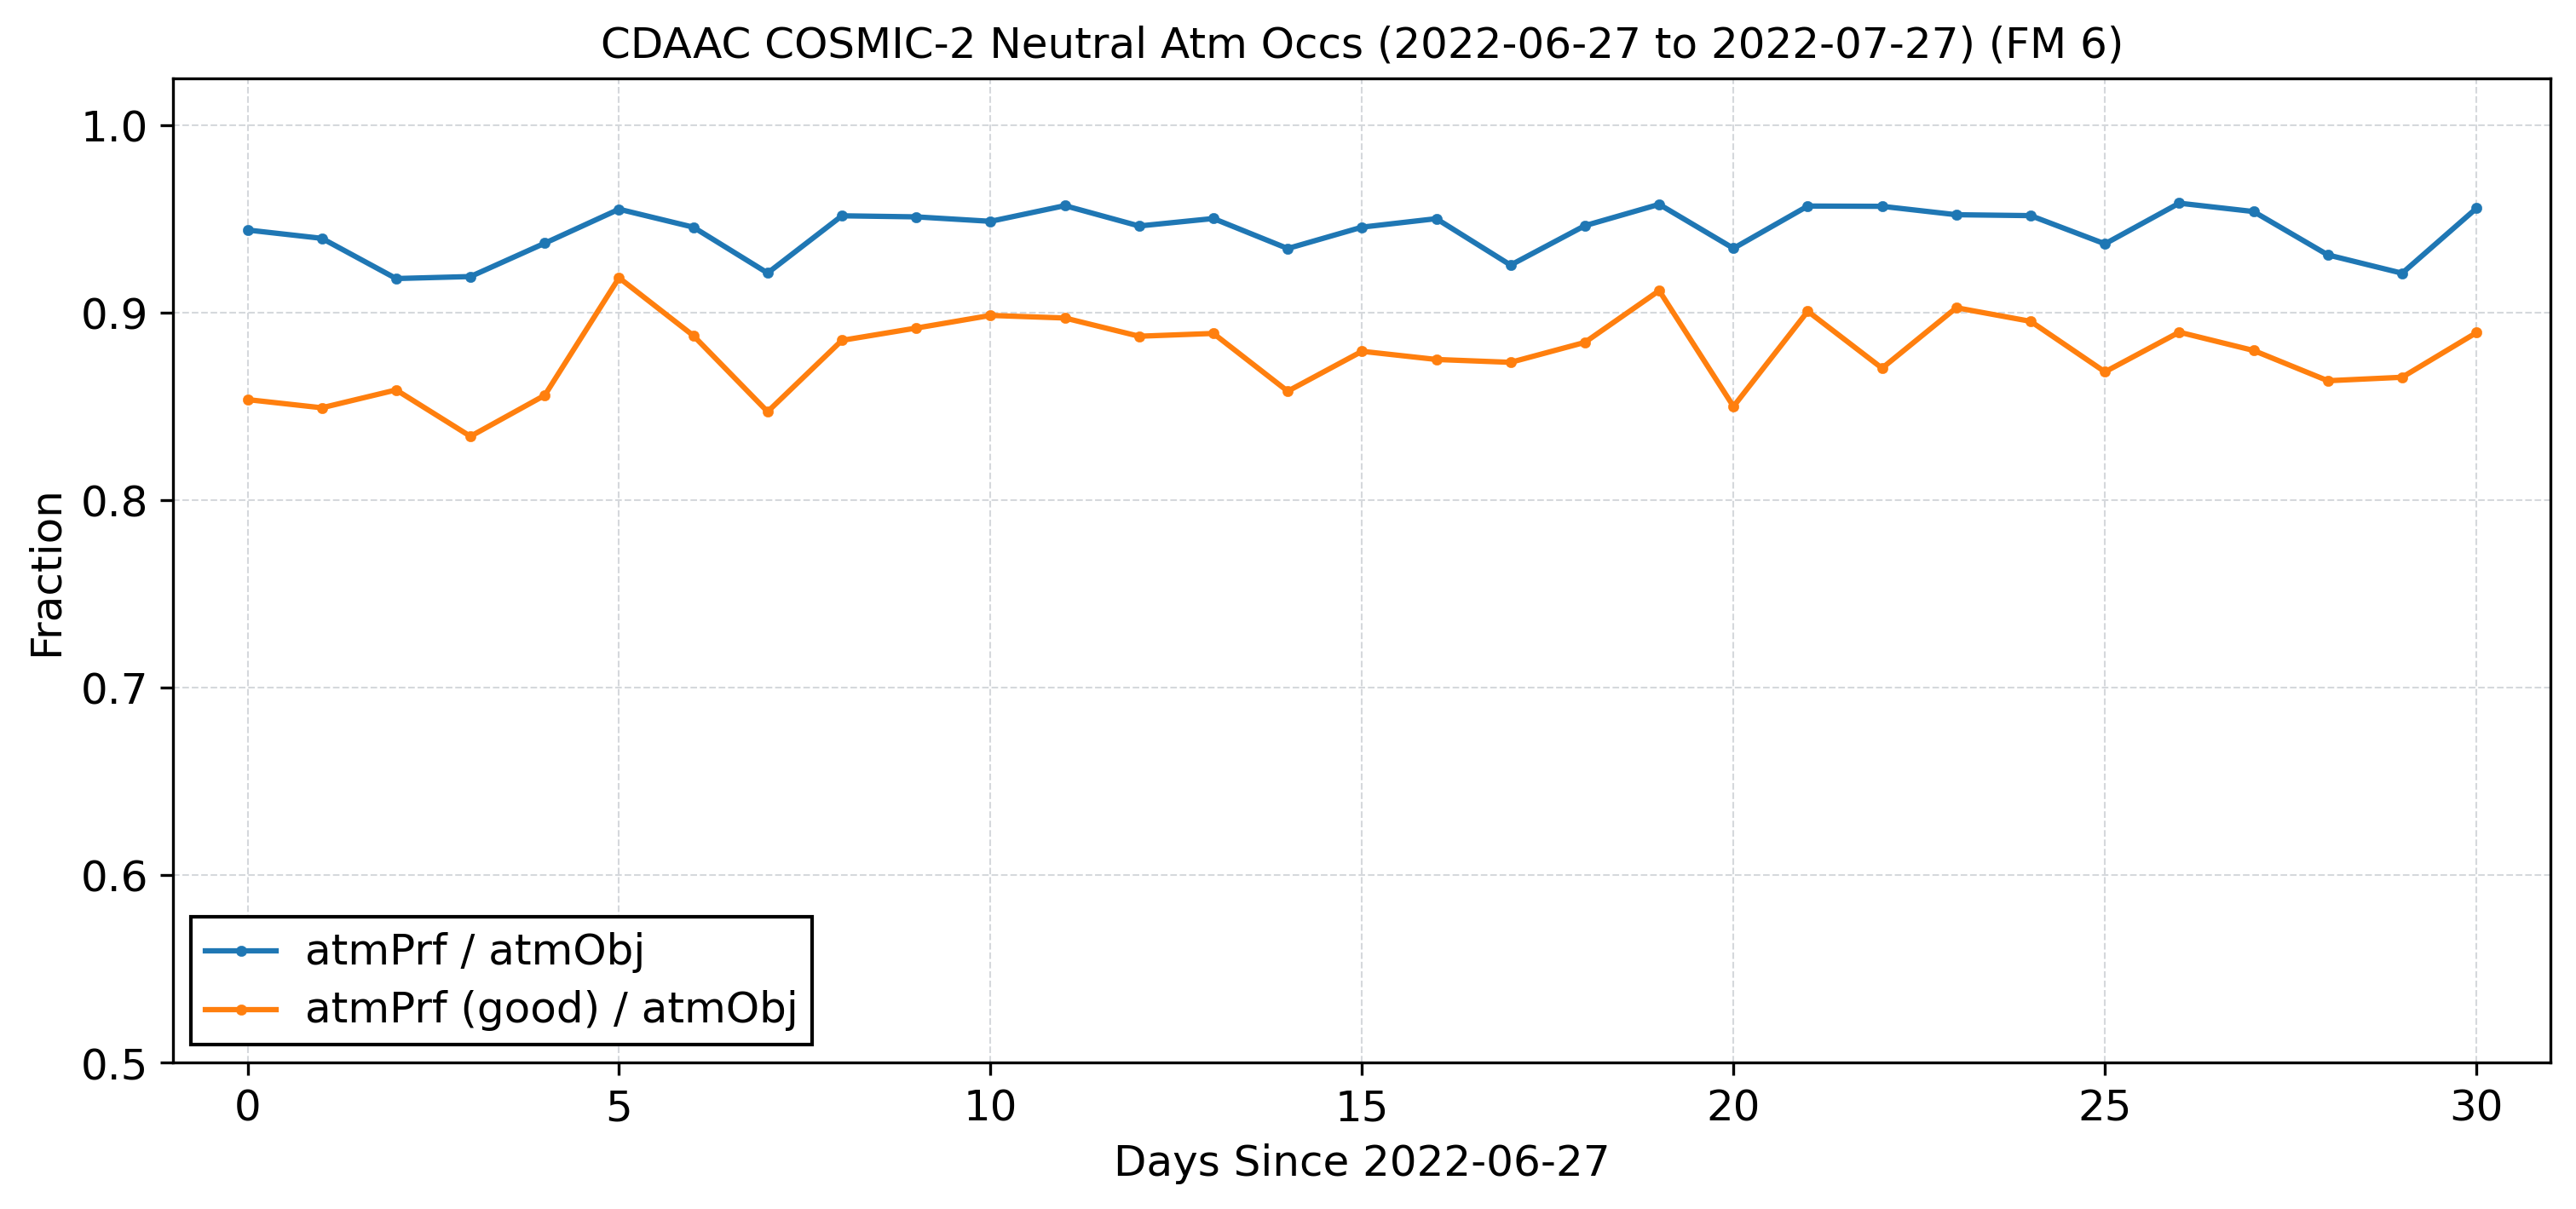 CDAAC COSMIC-2 Neutral Atm Occs (2022-06-27 to 2022-07-27) (FM 6)
1.0
0.9
0.8
0.7
0.6
0.5
Fraction
atmPrf / atmObj
atmPrf (good) / atmObj
0 5 10 15 20 25 30
Days Since 2022-06-27